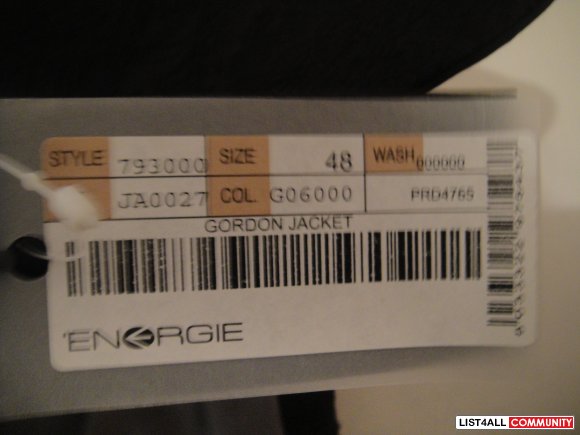 STYLE 793000 SIZE 48 WASH 000000
JA0027 COL. G06000 PRD4765
GORDON JACKET
ENERGIE
LIST4ALL COMMUNITY